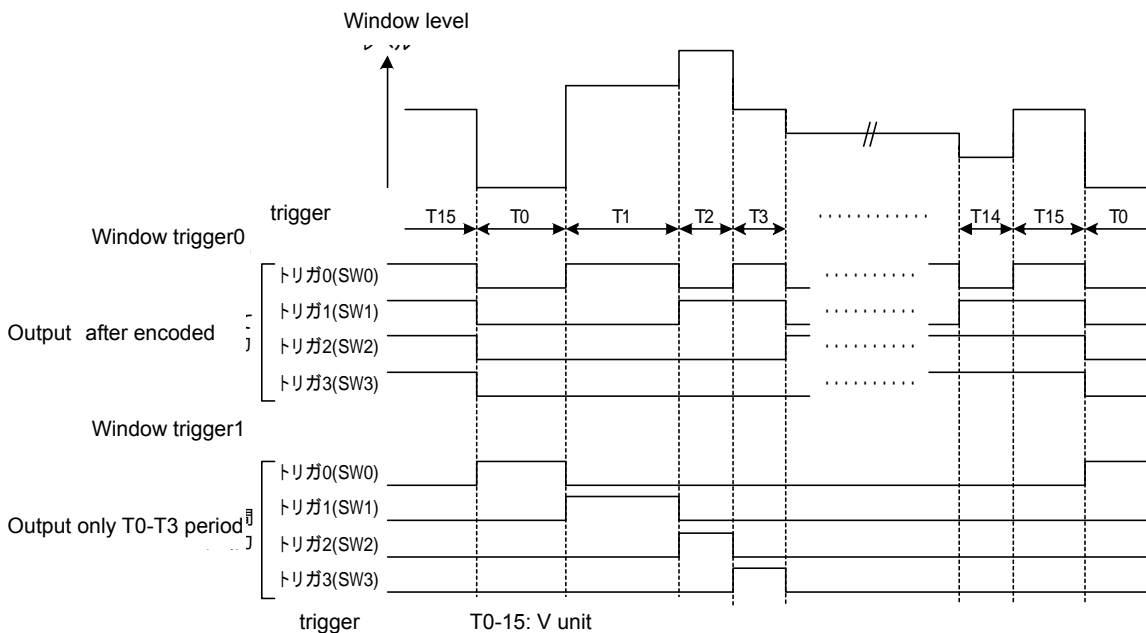 Window level
trigger
T15 T0 T1 T2 T3 T14 T15 T0
Window trigger0
トリガ0(SW0)
トリガ1(SW1)
Output after encoded
トリガ2(SW2)
トリガ3(SW3)
Window trigger1
トリガ0(SW0)
トリガ1(SW1)
Output only T0-T3 period
トリガ2(SW2)
トリガ3(SW3)
trigger T0-15: V unit